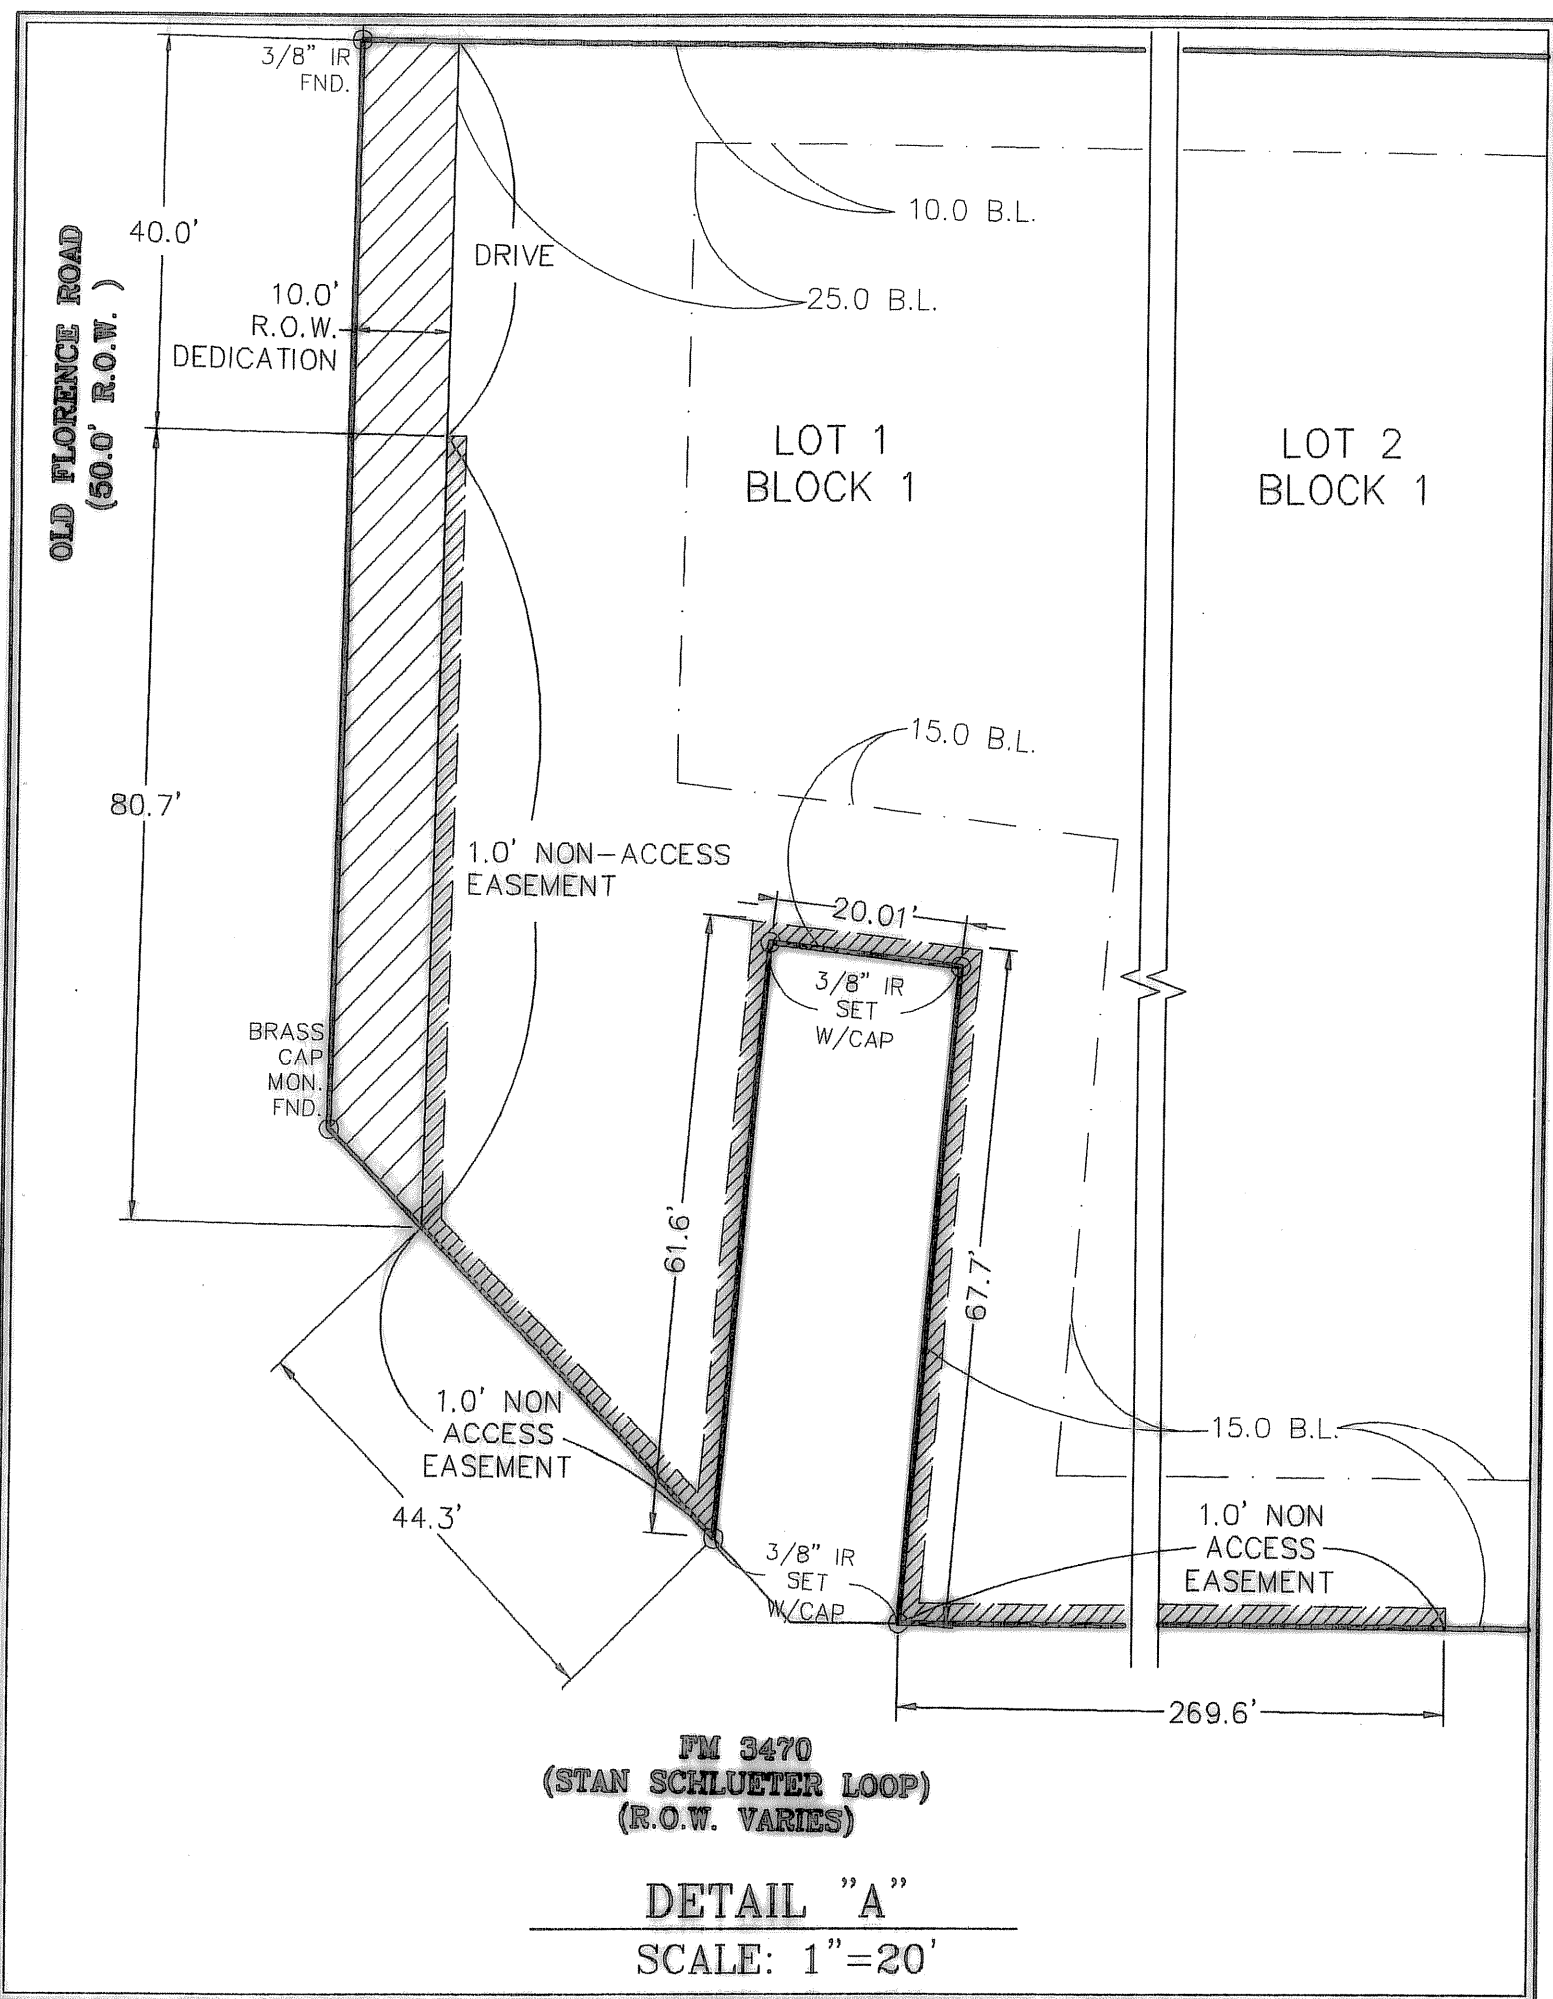 3/8" IR
FND.
40.0'
OLD FLORENCE ROAD
(50.0' R.O.W. )
10.0'
R.O.W.
DEDICATION
DRIVE
10.0 B.L.
25.0 B.L.
LOT 1
BLOCK 1
LOT 2
BLOCK 1
15.0 B.L.
80.7'
1.0' NON-ACCESS
EASEMENT
20.01'
3/8" IR
SET
W/CAP
BRASS
CAP
MON.
FND.
61.6'
67.7'
1.0' NON
ACCESS
EASEMENT
15.0 B.L.
44.3'
1.0' NON
ACCESS
EASEMENT
3/8" IR
SET
W/CAP
269.6'
FM 3470
(STAN SCHLUETER LOOP)
(R.O.W. VARIES)
DETAIL "A"
SCALE: 1"=20'